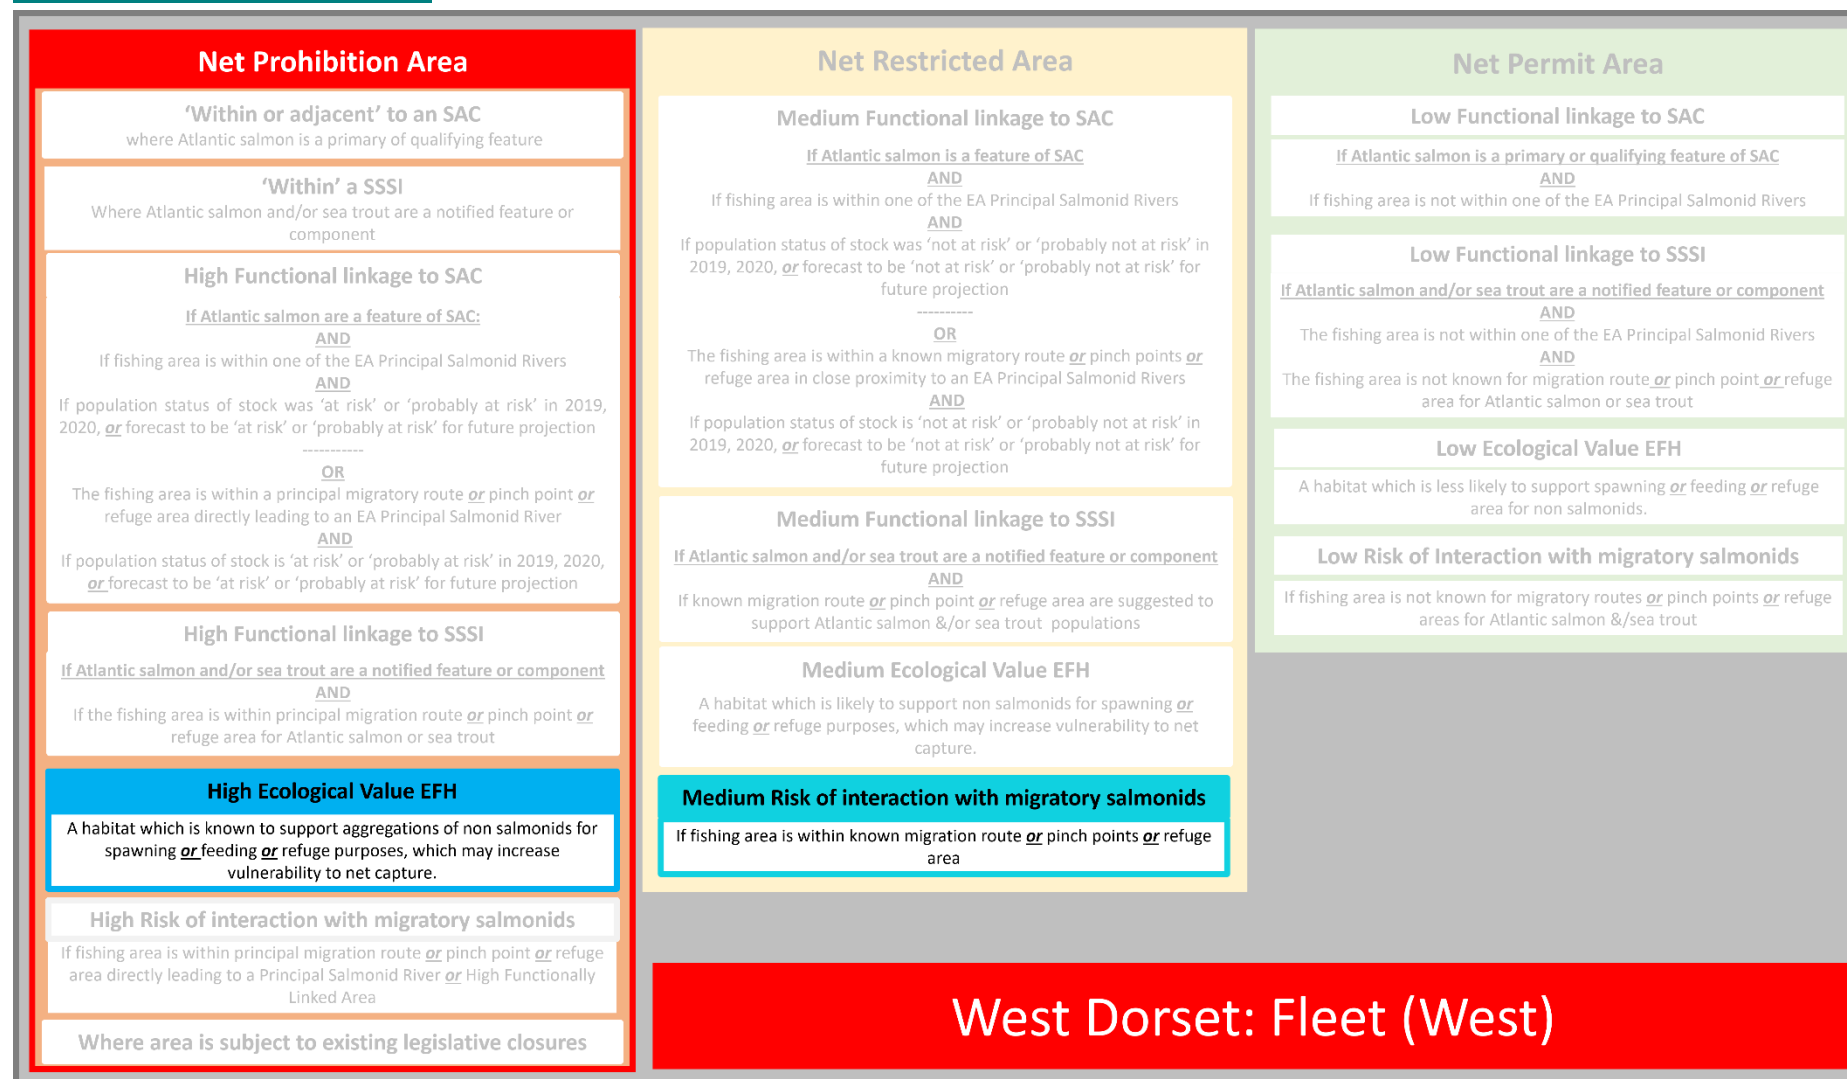 Net Prohibition Area
‘Within or adjacent’ to an SAC
where Atlantic salmon is a primary of qualifying feature
‘Within’ a SSSI
Where Atlantic salmon and/or sea trout are a notified feature or
component
High Functional linkage to SAC
If Atlantic salmon are a feature of SAC:
AND
If fishing area is within one of the EA Principal Salmonid Rivers
AND
If population status of stock was ‘at risk’ or ‘probably at risk’ in 2019,
2020, or forecast to be ‘at risk’ or ‘probably at risk’ for future projection
-----------
OR
The fishing area is within a principal migratory route or pinch point or
refuge area directly leading to an EA Principal Salmonid River
AND
If population status of stock is ‘at risk’ or ‘probably at risk’ in 2019, 2020,
or forecast to be ‘at risk’ or ‘probably at risk’ for future projection
High Functional linkage to SSSI
If Atlantic salmon and/or sea trout are a notified feature or component
AND
If the fishing area is within principal migration route or pinch point or
refuge area for Atlantic salmon or sea trout
High Ecological Value EFH
A habitat which is known to support aggregations of non salmonids for
spawning or feeding or refuge purposes, which may increase
vulnerability to net capture.
High Risk of interaction with migratory salmonids
If fishing area is within principal migration route or pinch point or refuge
area directly leading to a Principal Salmonid River or High Functionally
Linked Area
Where area is subject to existing legislative closures
Net Restricted Area
Medium Functional linkage to SAC
If Atlantic salmon is a feature of SAC
AND
If fishing area is within one of the EA Principal Salmonid Rivers
AND
If population status of stock was ‘not at risk’ or ‘probably not at risk’ in
2019, 2020, or forecast to be ‘not at risk’ or ‘probably not at risk’ for
future projection
----------
OR
The fishing area is within a known migratory route or pinch points or
refuge area in close proximity to an EA Principal Salmonid Rivers
AND
If population status of stock is ‘not at risk’ or ‘probably not at risk’ in
2019, 2020, or forecast to be ‘not at risk’ or ‘probably not at risk’ for
future projection
Medium Functional linkage to SSSI
If Atlantic salmon and/or sea trout are a notified feature or component
AND
If known migration route or pinch point or refuge area are suggested to
support Atlantic salmon &/or sea trout populations
Medium Ecological Value EFH
A habitat which is likely to support non salmonids for spawning or
feeding or refuge purposes, which may increase vulnerability to net
capture.
Medium Risk of interaction with migratory salmonids
If fishing area is within known migration route or pinch points or refuge
area
Net Permit Area
Low Functional linkage to SAC
If Atlantic salmon is a primary or qualifying feature of SAC
AND
If fishing area is not within one of the EA Principal Salmonid Rivers
Low Functional linkage to SSSI
If Atlantic salmon and/or sea trout are a notified feature or component
AND
The fishing area is not within one of the EA Principal Salmonid Rivers
AND
The fishing area is not known for migration route or pinch point or refuge
area for Atlantic salmon or sea trout
Low Ecological Value EFH
A habitat which is less likely to support spawning or feeding or refuge
area for non salmonids.
Low Risk of Interaction with migratory salmonids
If fishing area is not known for migratory routes or pinch points or refuge
areas for Atlantic salmon &/sea trout
West Dorset: Fleet (West)